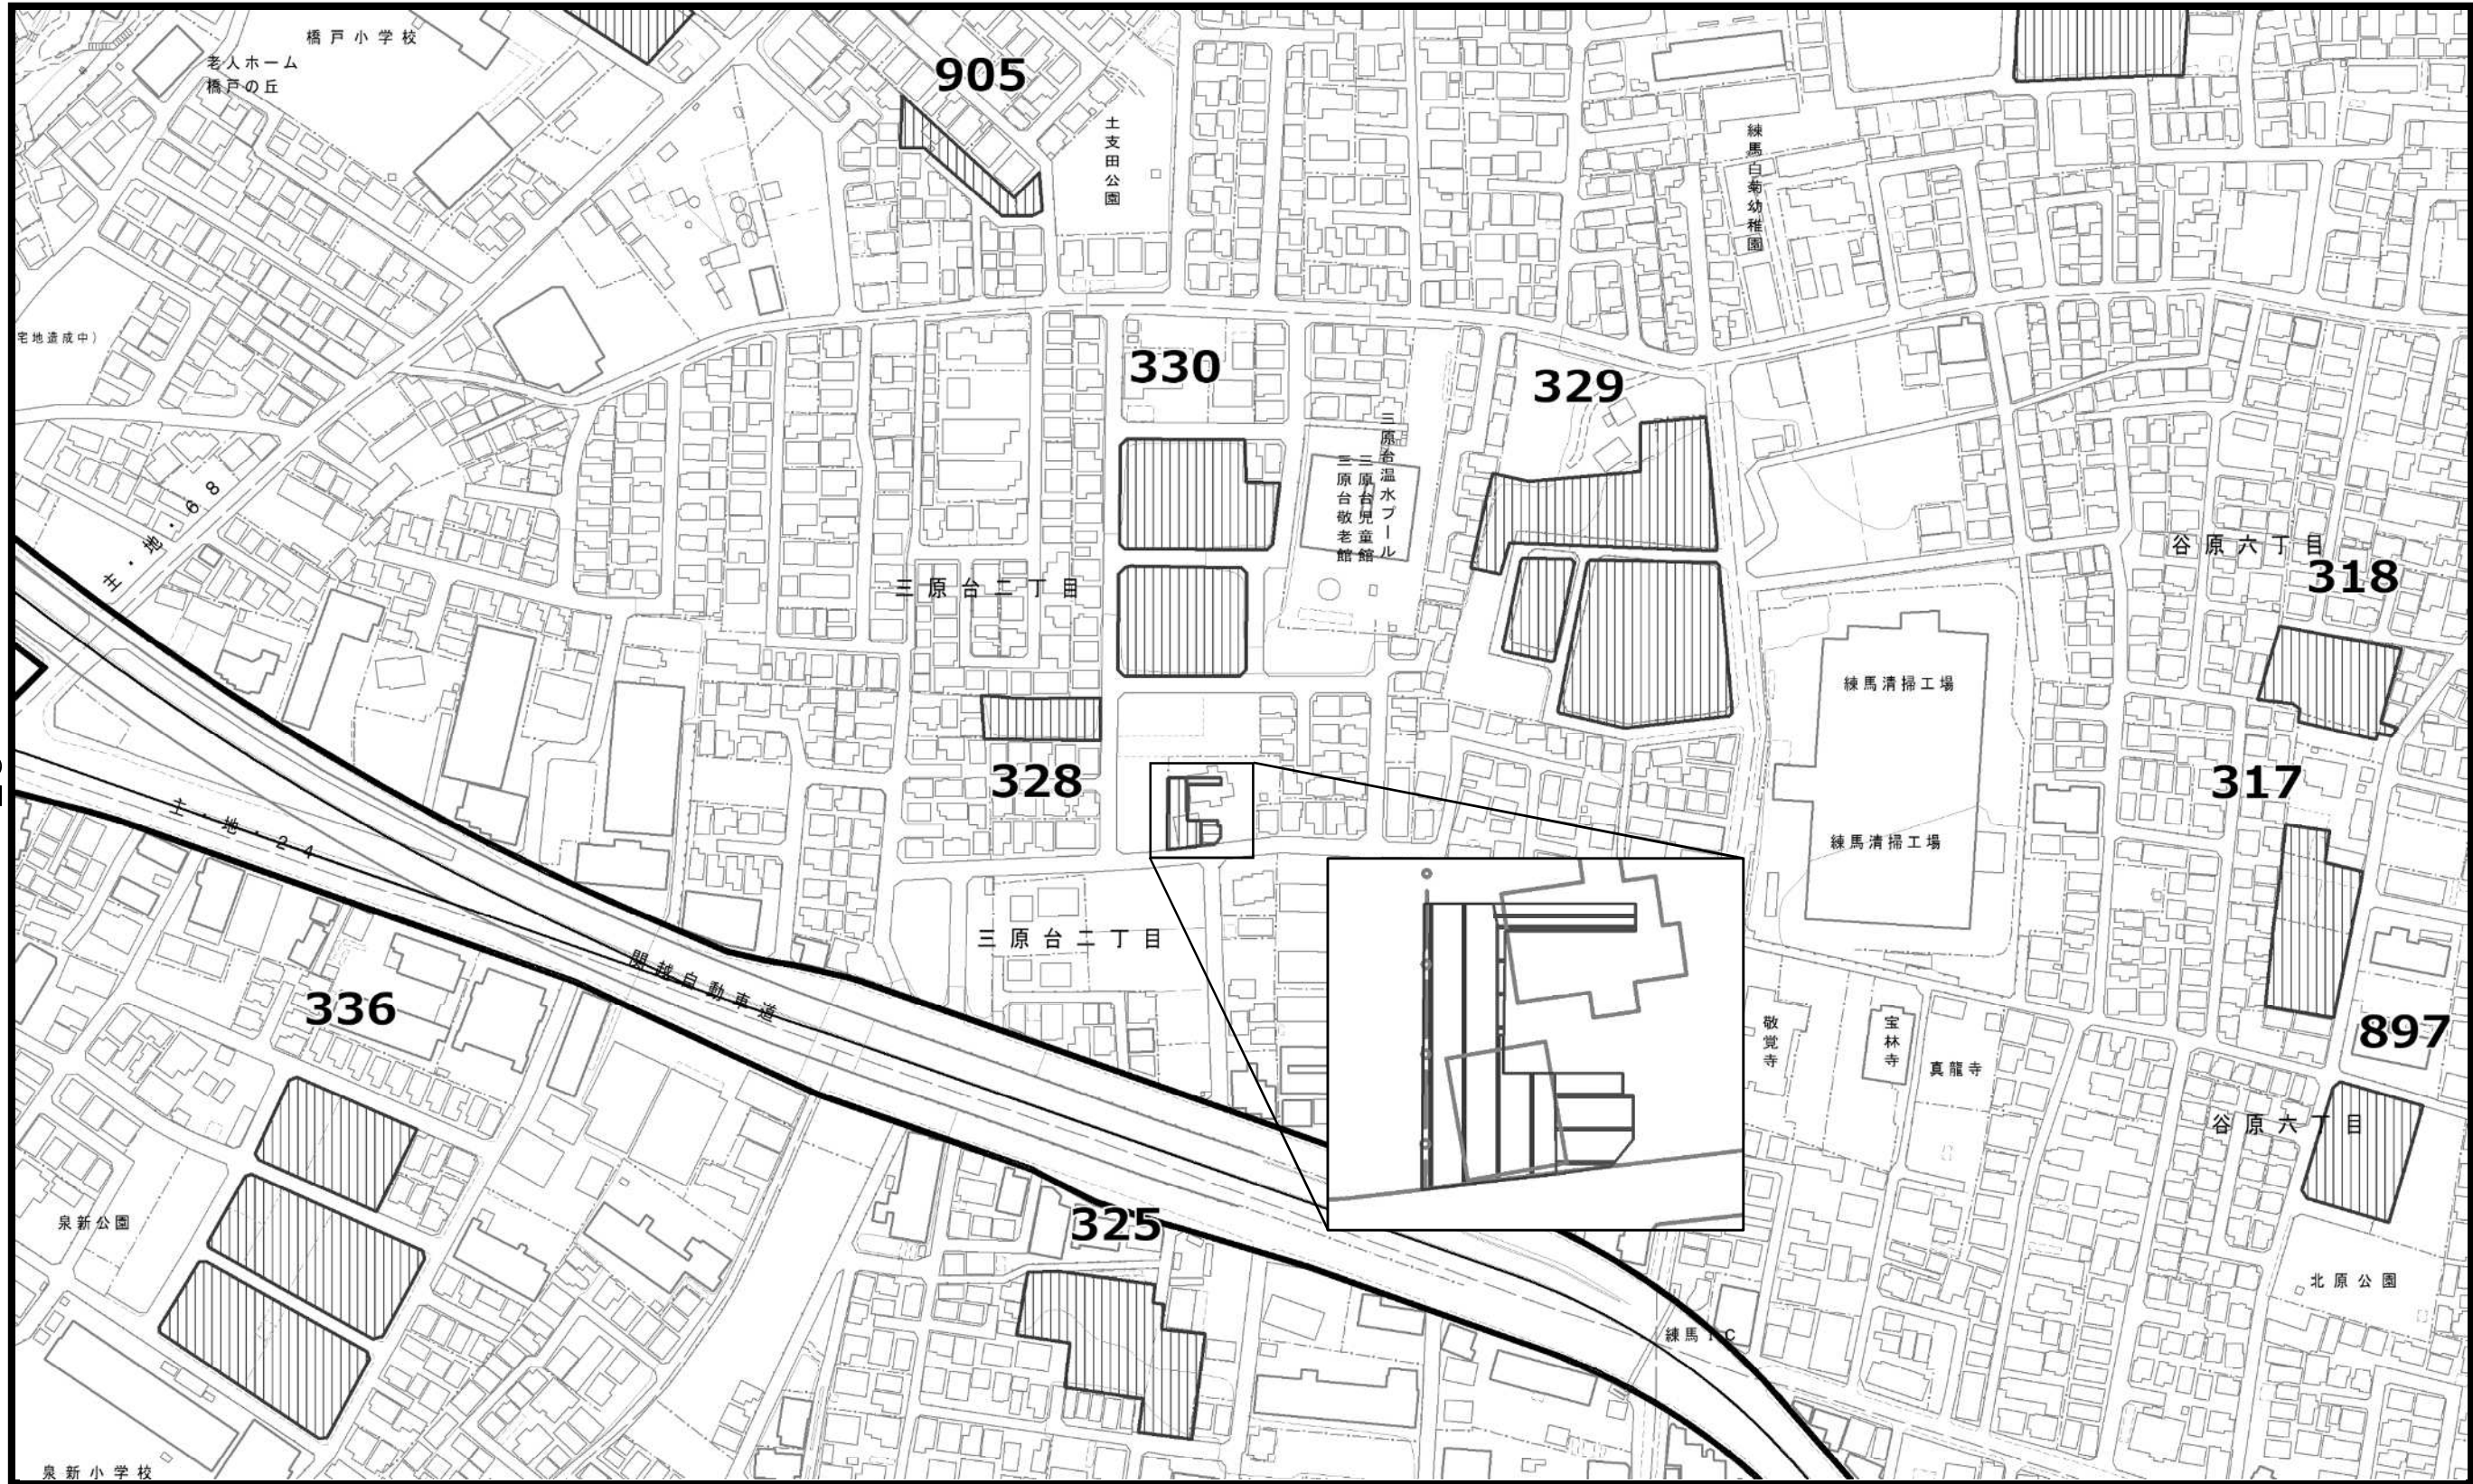 橋戸小学校
老人ホーム
橋戸の丘
905
土支田公園
練馬白菊幼稚園
宅地造成中）
330
329
三原台温水プール
三原台児童館
三原台敬老館
主・地・68
谷原六丁目
318
三原台二丁目
練馬清掃工場
328
317
主・地・24
練馬清掃工場
三原台二丁目
関越自動車道
336
敬覚寺
宝林寺
真龍寺
897
谷原六丁目
泉新公園
325
北原公園
練馬IC
泉新小学校